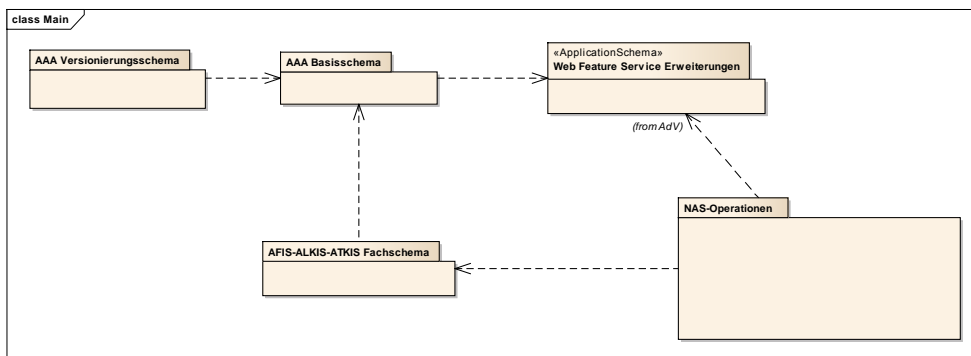 class Main
AAA Versionierungsschema
AAA Basisschema
«ApplicationSchema»
Web Feature Service Erweiterungen
(from AdV)
NAS-Operationen
AFIS-ALKIS-ATKIS Fachschema